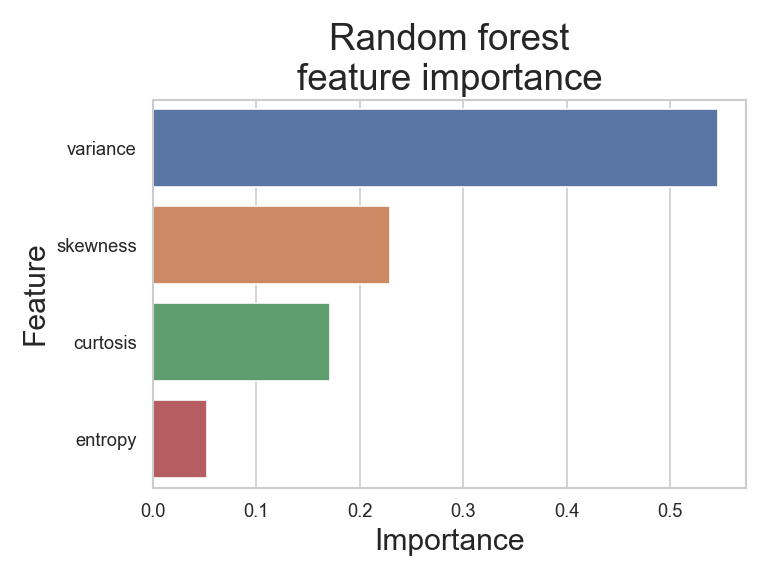 Random forest
feature importance
variance
skewness
curtosis
entropy
Feature
0.0 0.1 0.2 0.3 0.4 0.5
Importance